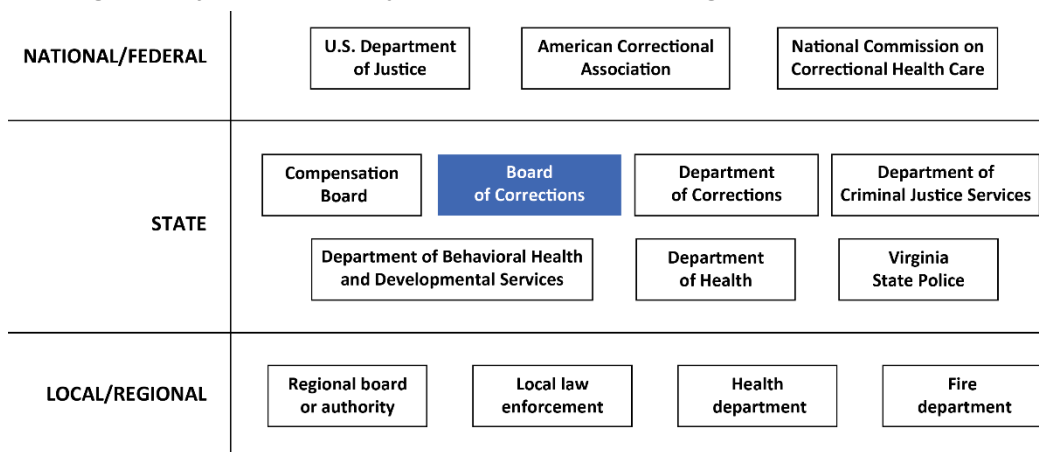 NATIONAL/FEDERAL
U.S. Department
of Justice
American Correctional
Association
National Commission on
Correctional Health Care
STATE
Compensation
Board
Board
of Corrections
Department
of Corrections
Department of
Criminal Justice Services
Department of Behavioral Health
and Developmental Services
Department
of Health
Virginia
State Police
LOCAL/REGIONAL
Regional board
or authority
Local law
enforcement
Health
department
Fire
department